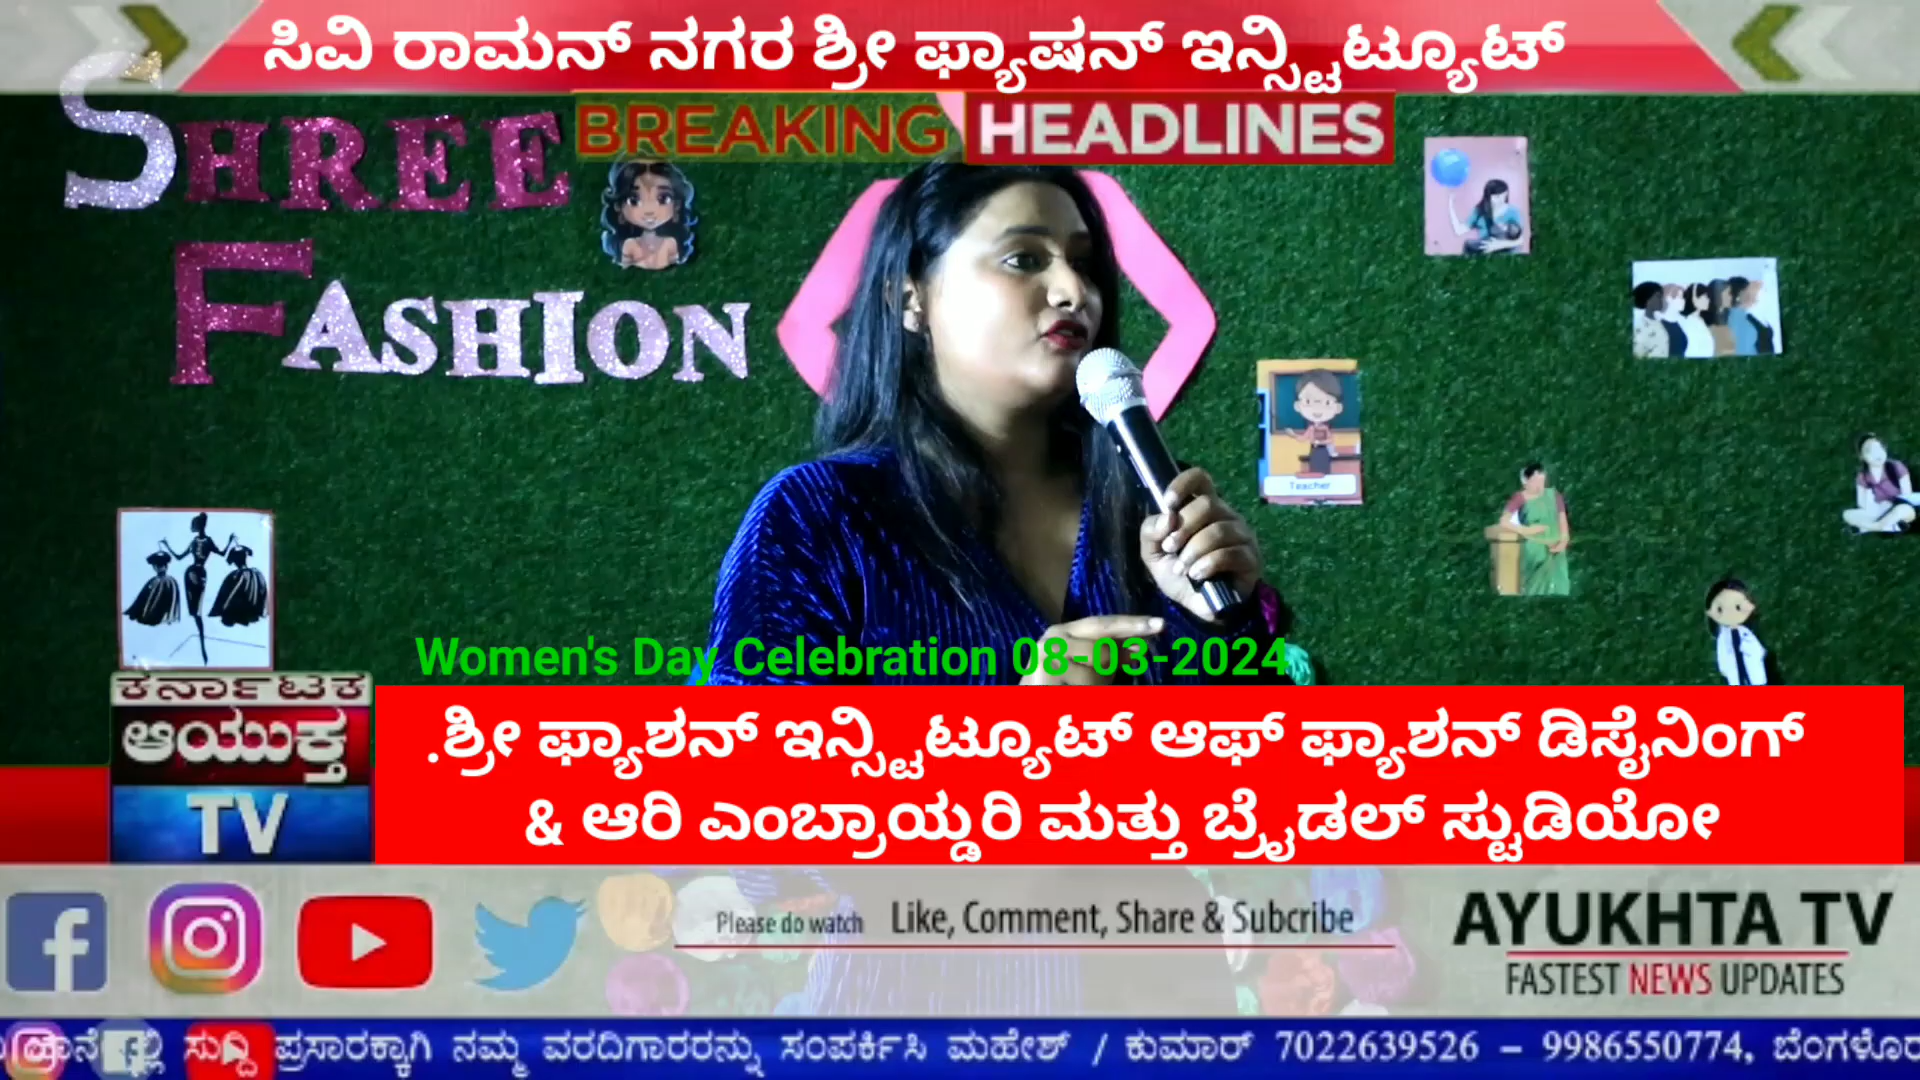 ಸಿವಿ ರಾಮನ್ ನಗರ ಶ್ರೀ ಫ್ಯಾಷನ್ ಇನ್ಸ್ಟಿಟ್ಯೂಟ್
BREAKING HEADLINES
SHREE
FASHION
Teacher
Women's Day Celebration 08-03-2024
ಕರ್ನಾಟಕ
ಆಯುಕ್ತ
TV
.ಶ್ರೀ ಫ್ಯಾಶನ್ ಇನ್ಸ್ಟಿಟ್ಯೂಟ್ ಆಫ್ ಫ್ಯಾಶನ್ ಡಿಸೈನಿಂಗ್
& ಆರಿ ಎಂಬ್ರಾಯ್ಡರಿ ಮತ್ತು ಬ್ರೈಡಲ್ ಸ್ಟುಡಿಯೋ
Please do watch Like, Comment, Share & Subcribe
AYUKHTA TV
FASTEST NEWS UPDATES
ಸುದ್ದಿ ಪ್ರಸಾರಕ್ಕಾಗಿ ನಮ್ಮ ವರದಿಗಾರರನ್ನು ಸಂಪರ್ಕಿಸಿ ಮಹೇಶ್ / ಕುಮಾರ್ 7022639526 – 9986550774,